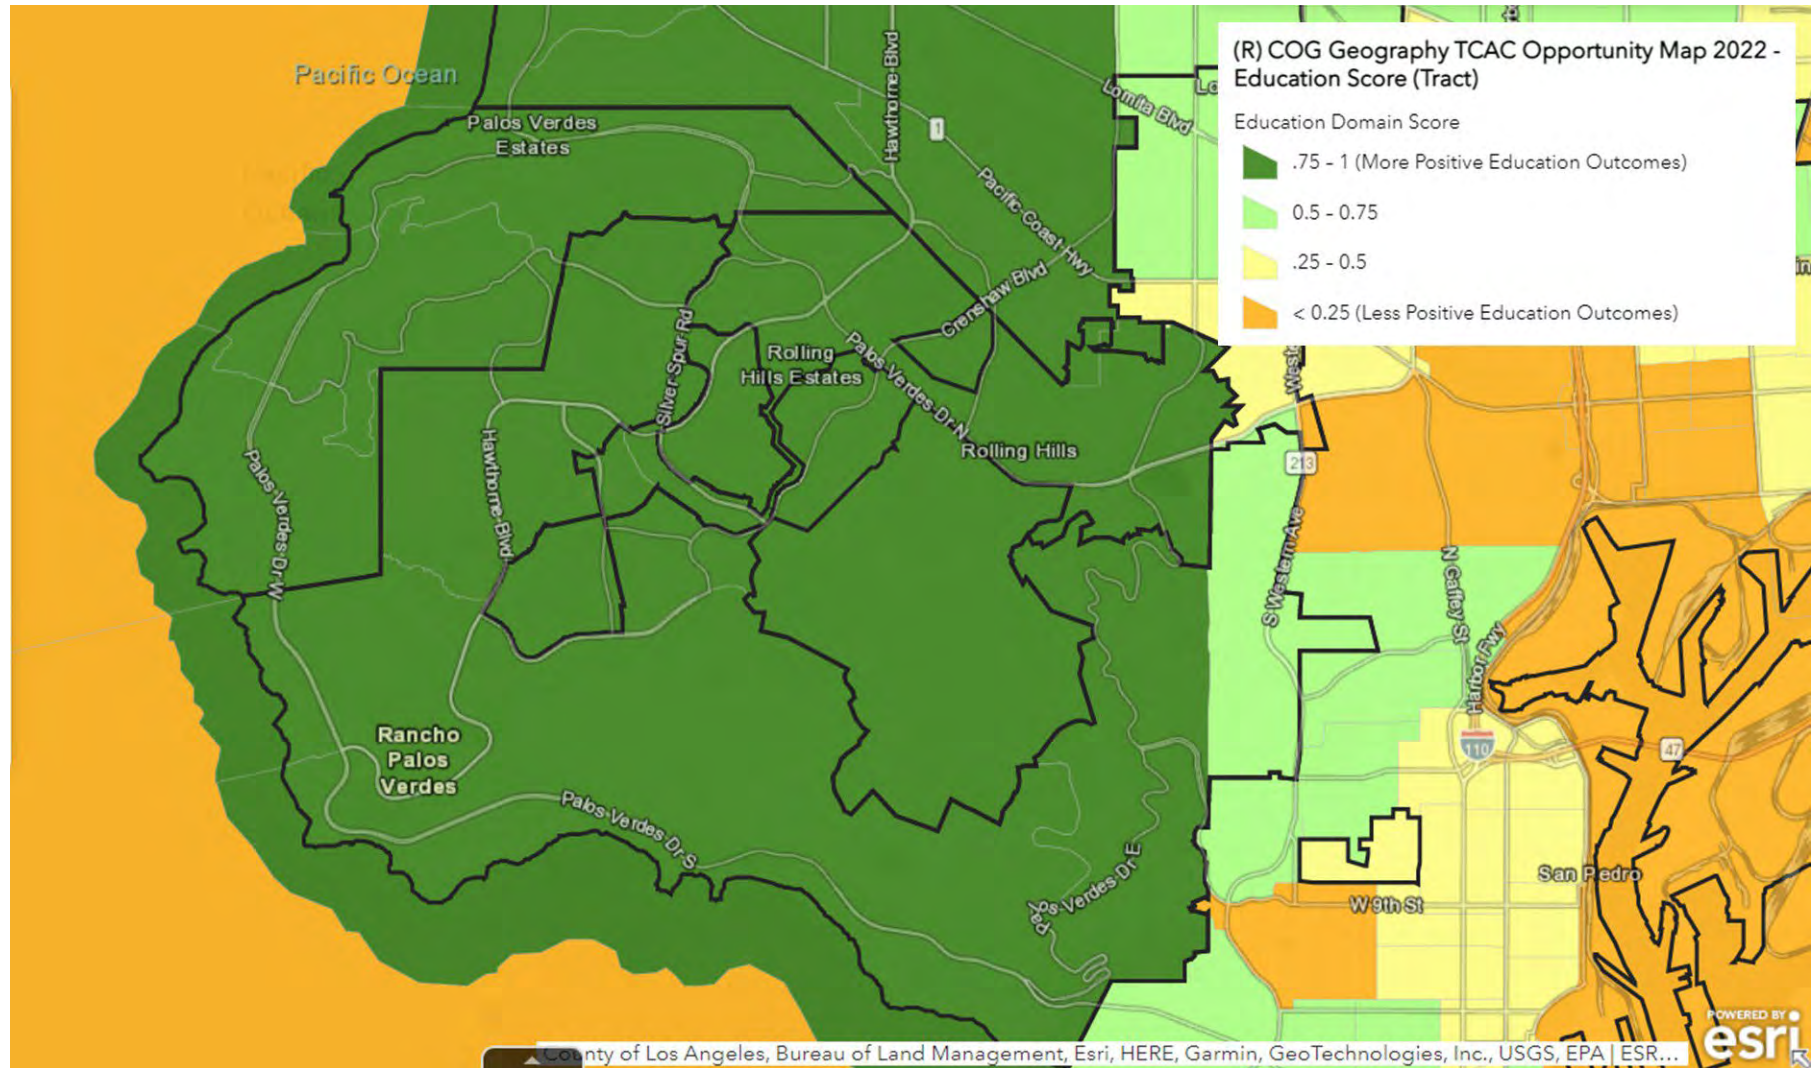 (R) COG Geography TCAC Opportunity Map 2022 -
Education Score (Tract)
Education Domain Score
.75 - 1 (More Positive Education Outcomes)
0.5 - 0.75
.25 - 0.5
< 0.25 (Less Positive Education Outcomes)
Pacific Ocean
Palos Verdes
Estates
Hawthorne Blvd
1
Lomita Blvd
Lo
Pacific Coast Hwy
Crenshaw Blvd
Silver Spur Rd
Rolling
Hills Estates
Palos Verdes Dr N
Rolling Hills
Palos Verdes Dr W
Hawthorne Blvd
213
S Western Ave
N Gaffey St
Harbor Fwy
110
47
Rancho
Palos
Verdes
Palos Verdes Dr S
Palos Verdes Dr E
San Pedro
W 9th St
POWERED BY
esri
County of Los Angeles, Bureau of Land Management, Esri, HERE, Garmin, GeoTechnologies, Inc., USGS, EPA | ESR...